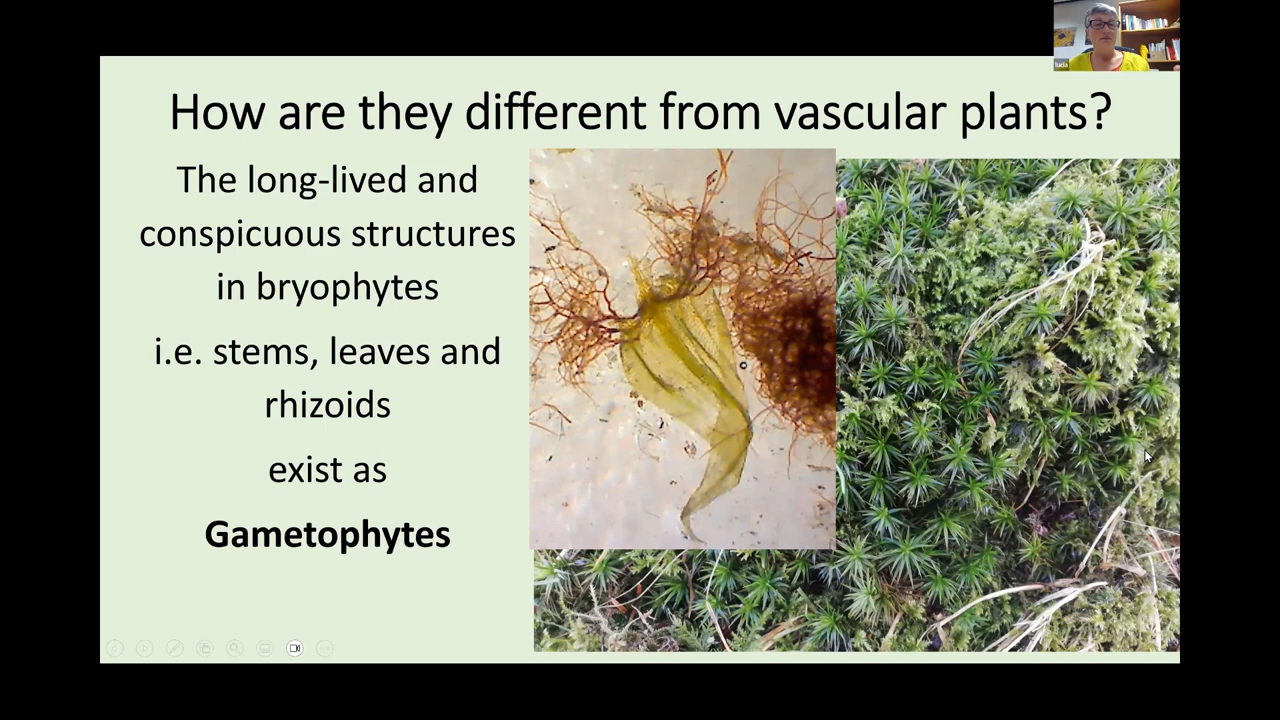 How are they different from vascular plants?
The long-lived and
conspicuous structures
in bryophytes
i.e. stems, leaves and
rhizoids
exist as
Gametophytes